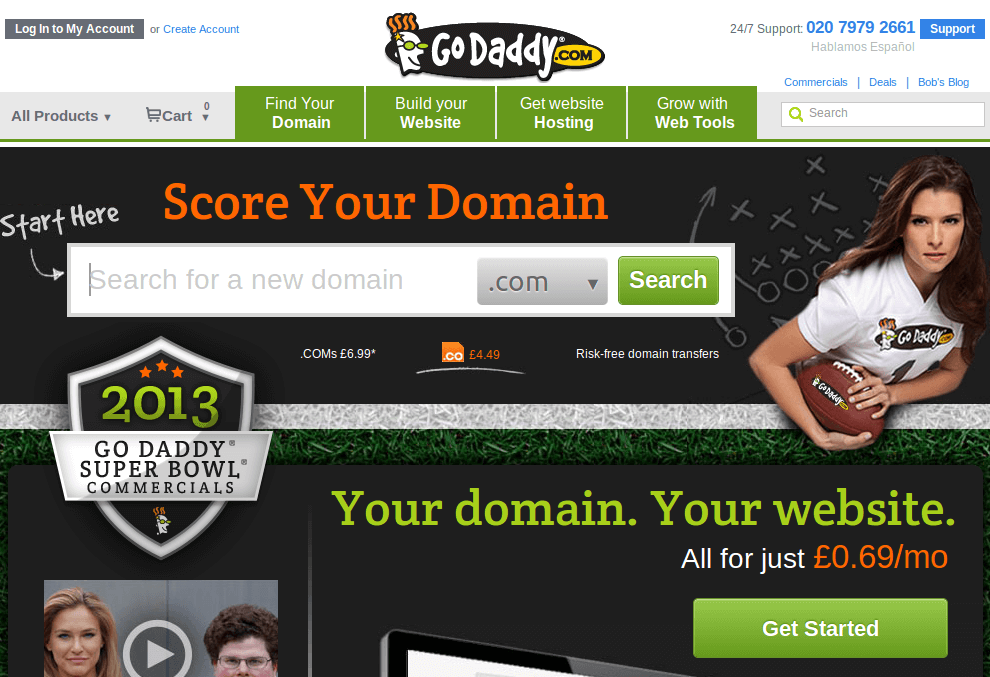 Log In to My Account or Create Account
GoDaddy®.COM
24/7 Support: 020 7979 2661 Support
Hablamos Español
Commercials | Deals | Bob's Blog
All Products ▼
Cart 0 ▼
Find Your
Domain
Build your
Website
Get website
Hosting
Grow with
Web Tools
Search
Start Here
Score Your Domain
Search for a new domain .com ▼ Search
GoDaddy.COM
GoDaddy.COM
.COMs £6.99*
.co £4.49
Risk-free domain transfers
2013
GO DADDY®
SUPER BOWL®
COMMERCIALS
Your domain. Your website.
All for just £0.69/mo
Get Started